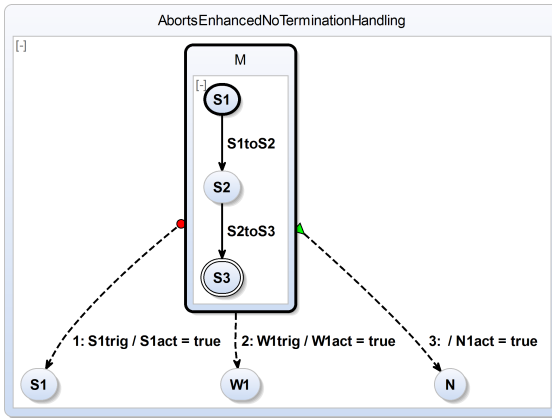 AbortsEnhancedNoTerminationHandling
[-]
M
[-]
S1
S1toS2
S2
S2toS3
S3
1: S1trig / S1act = true
2: W1trig / W1act = true
3: / N1act = true
S1
W1
N